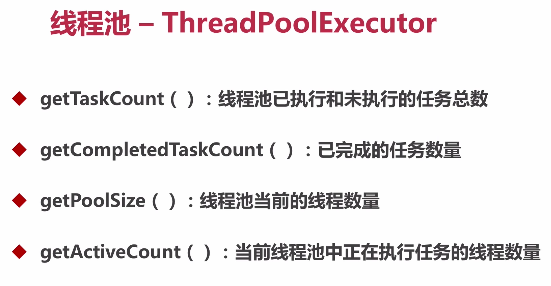 线程池 – ThreadPoolExecutor
◆ getTaskCount（）：线程池已执行和未执行的任务总数
◆ getCompletedTaskCount（）：已完成的任务数量
◆ getPoolSize（）：线程池当前的线程数量
◆ getActiveCount（）：当前线程池中正在执行任务的线程数量